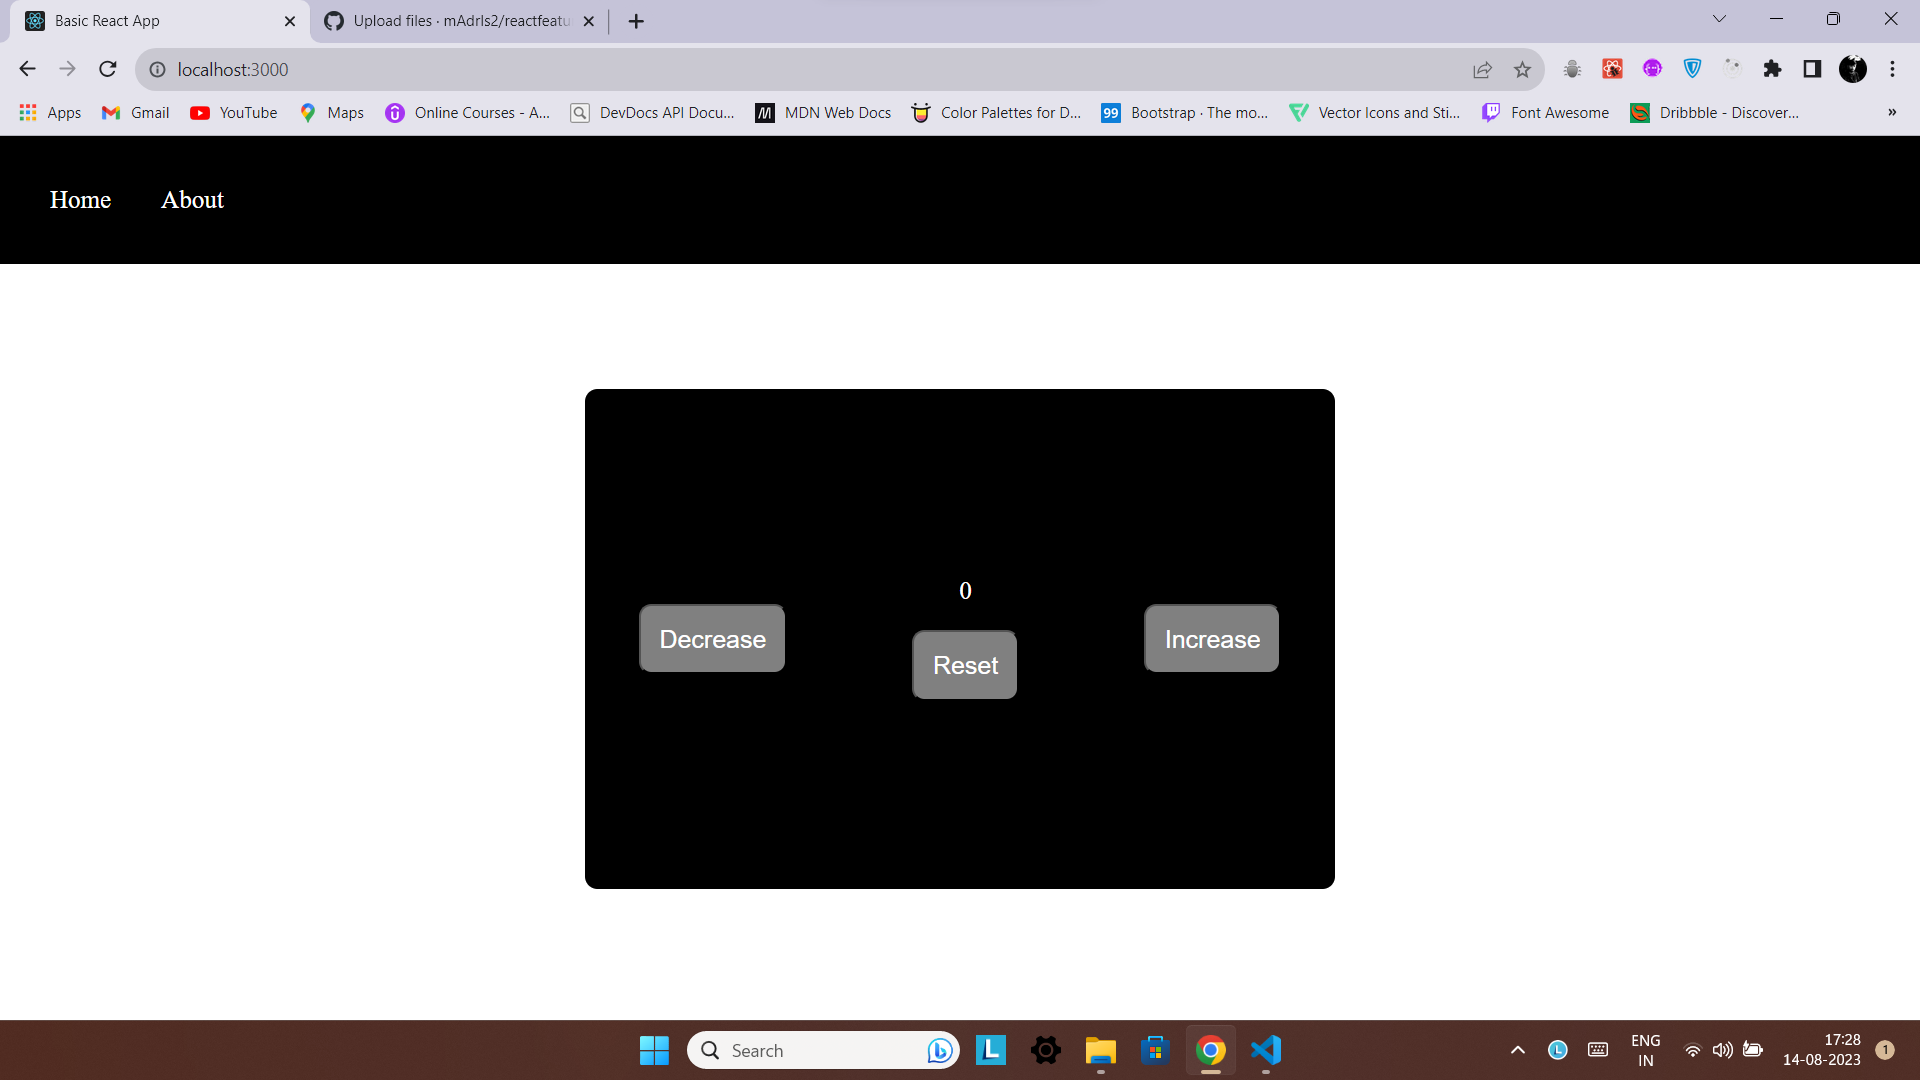 Basic React App
Upload files · mAdrIs2/reactfeatu
localhost:3000
Apps
Gmail
YouTube
Maps
Online Courses - A...
DevDocs API Docu...
MDN Web Docs
Color Palettes for D...
99
Bootstrap · The mo...
Vector Icons and Sti...
Font Awesome
Dribbble - Discover...
»
Home
About
0
Decrease
Increase
Reset
Search
L
L
ENG
IN
17:28
14-08-2023
1